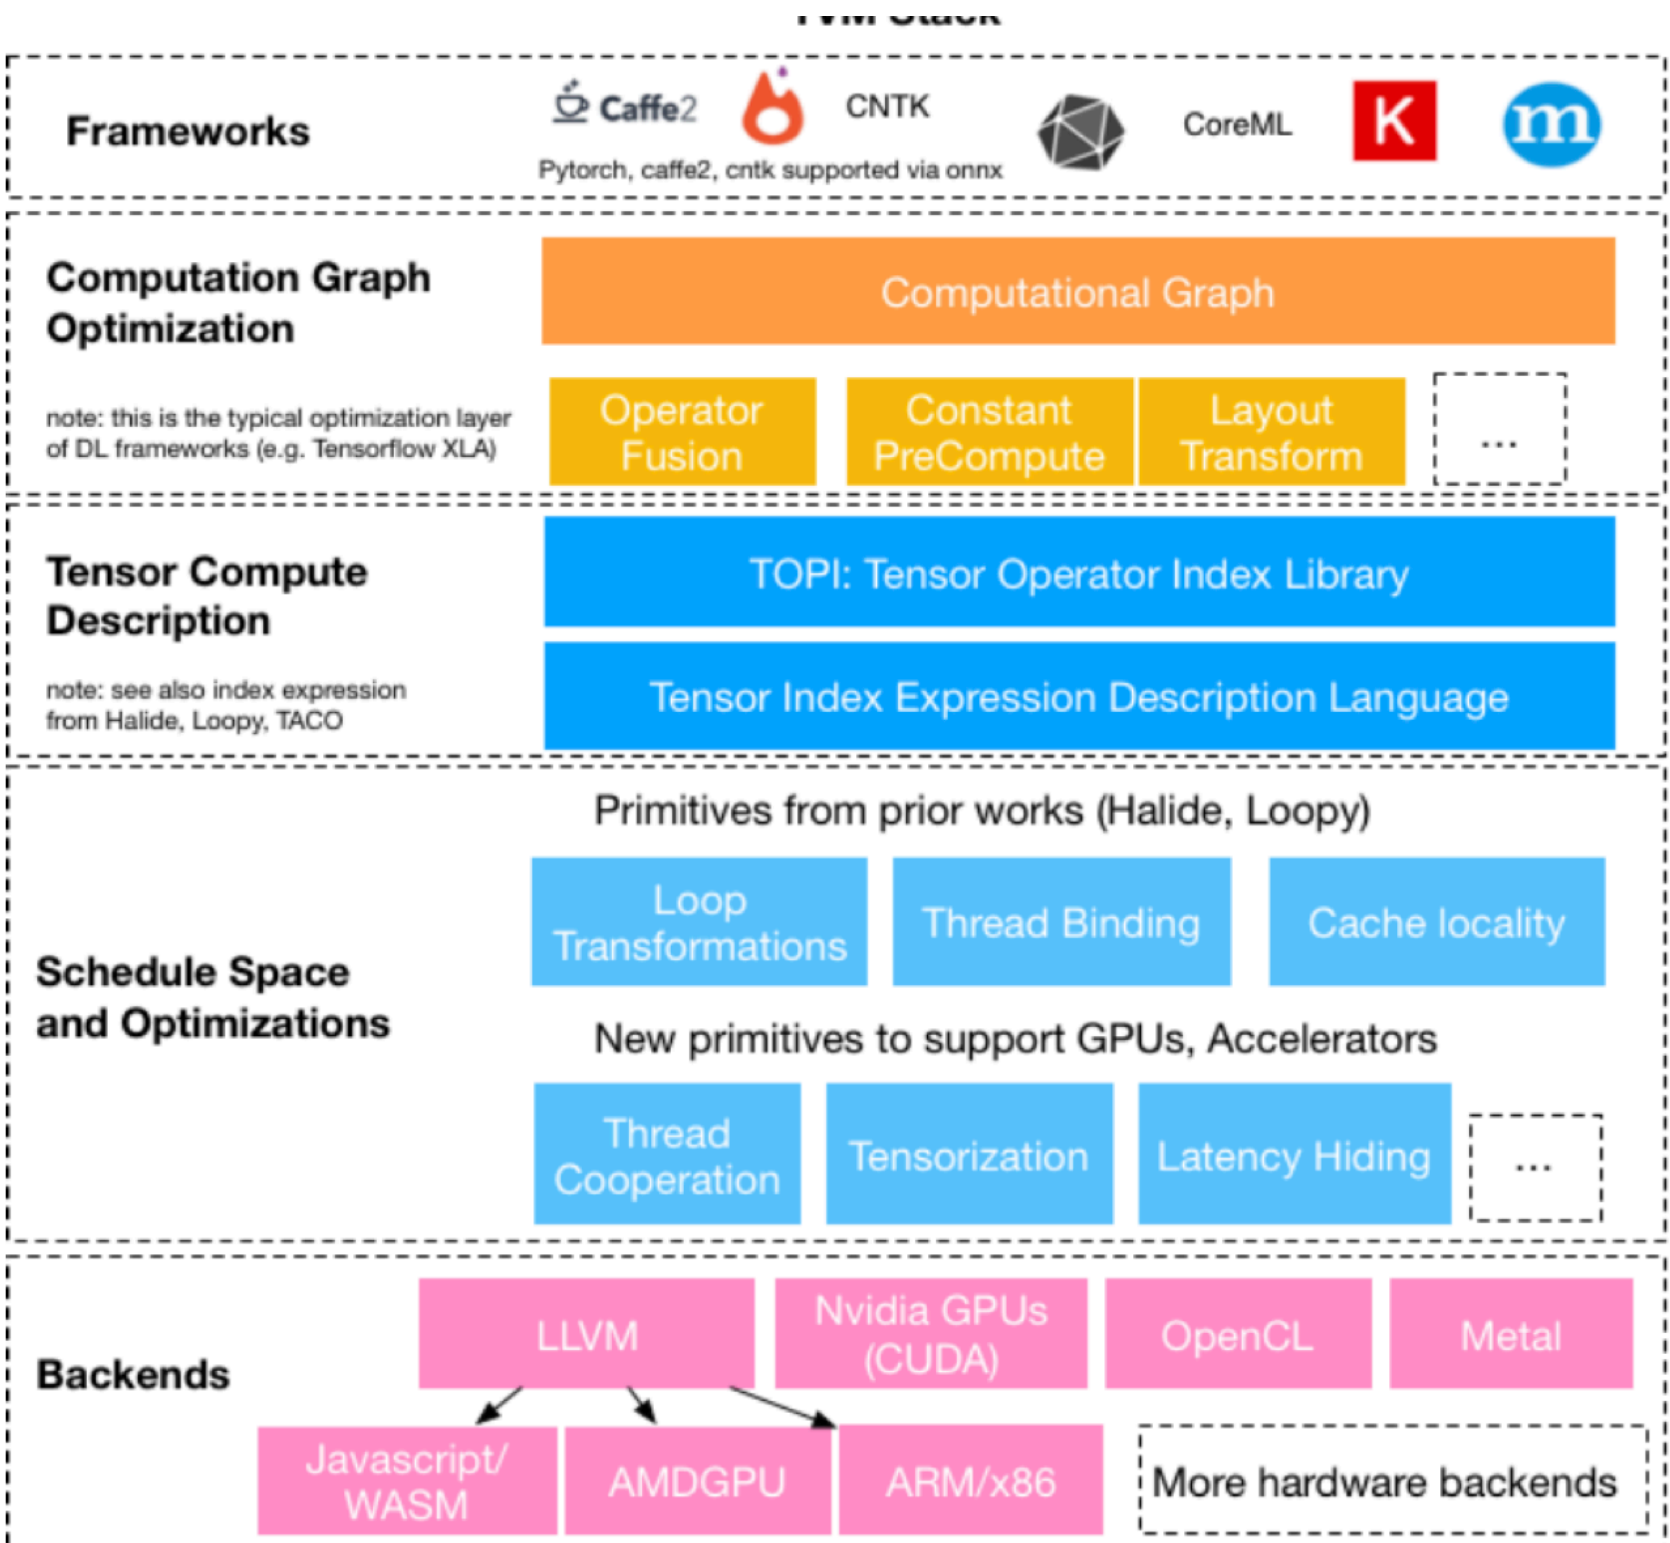 TVM Stack
Frameworks
Caffe2
CNTK
CoreML
K
m
Pytorch, caffe2, cntk supported via onnx
Computation Graph
Optimization
note: this is the typical optimization layer
of DL frameworks (e.g. Tensorflow XLA)
Computational Graph
Operator
Fusion
Constant
PreCompute
Layout
Transform
...
Tensor Compute
Description
note: see also index expression
from Halide, Loopy, TACO
TOPI: Tensor Operator Index Library
Tensor Index Expression Description Language
Schedule Space
and Optimizations
Primitives from prior works (Halide, Loopy)
Loop
Transformations
Thread Binding
Cache locality
New primitives to support GPUs, Accelerators
Thread
Cooperation
Tensorization
Latency Hiding
...
Backends
LLVM
Nvidia GPUs
(CUDA)
OpenCL
Metal
Javascript/
WASM
AMDGPU
ARM/x86
More hardware backends